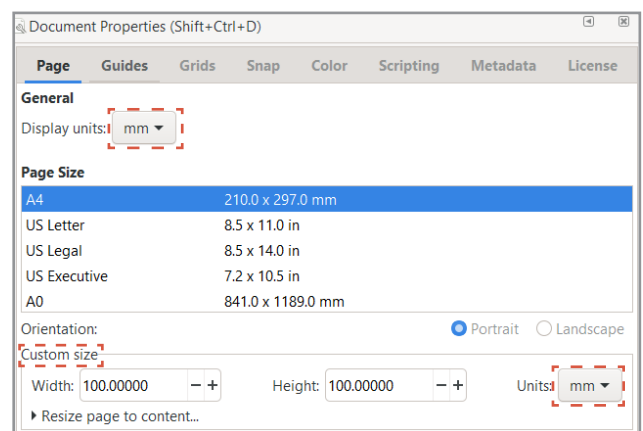 Document Properties (Shift+Ctrl+D)
Page Guides Grids Snap Color Scripting Metadata License
General
Display units: mm
Page Size
A4 210.0 x 297.0 mm
US Letter 8.5 x 11.0 in
US Legal 8.5 x 14.0 in
US Executive 7.2 x 10.5 in
A0 841.0 x 1189.0 mm
Orientation: Portrait Landscape
Custom size
Width: 100.00000 − + Height: 100.00000 − + Units: mm
Resize page to content...